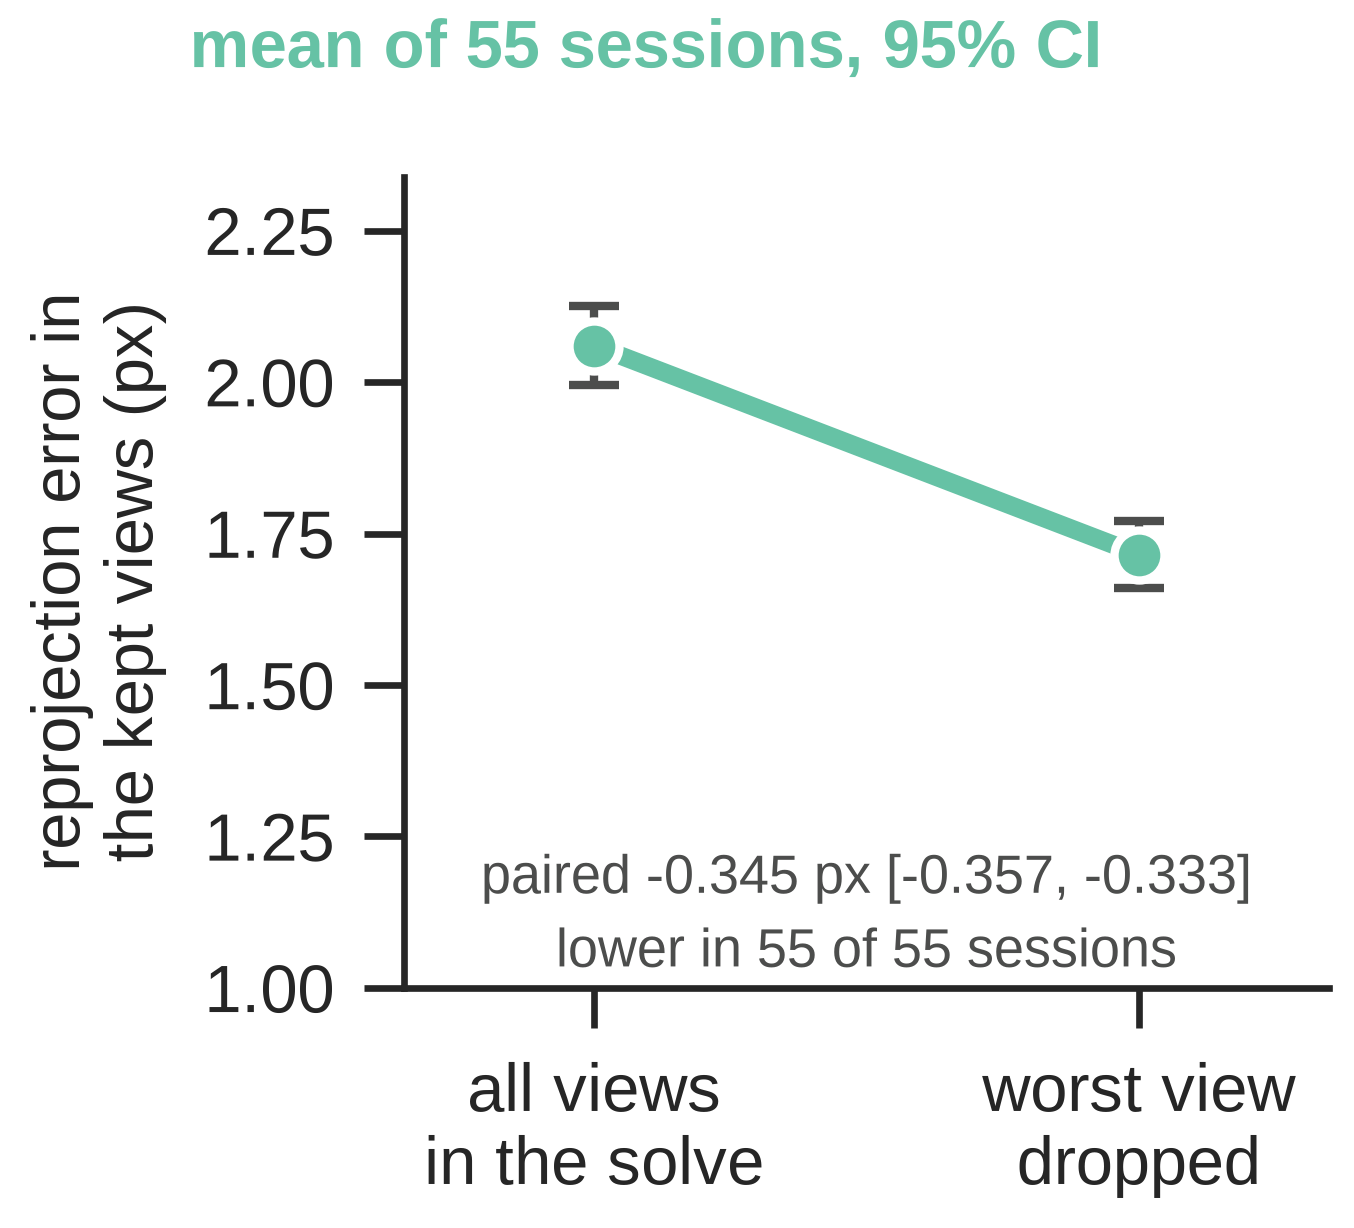 mean of 55 sessions, 95% CI
reprojection error in
the kept views (px)
2.25
2.00
1.75
1.50
1.25
1.00
paired -0.345 px [-0.357, -0.333]
lower in 55 of 55 sessions
all views
in the solve
worst view
dropped